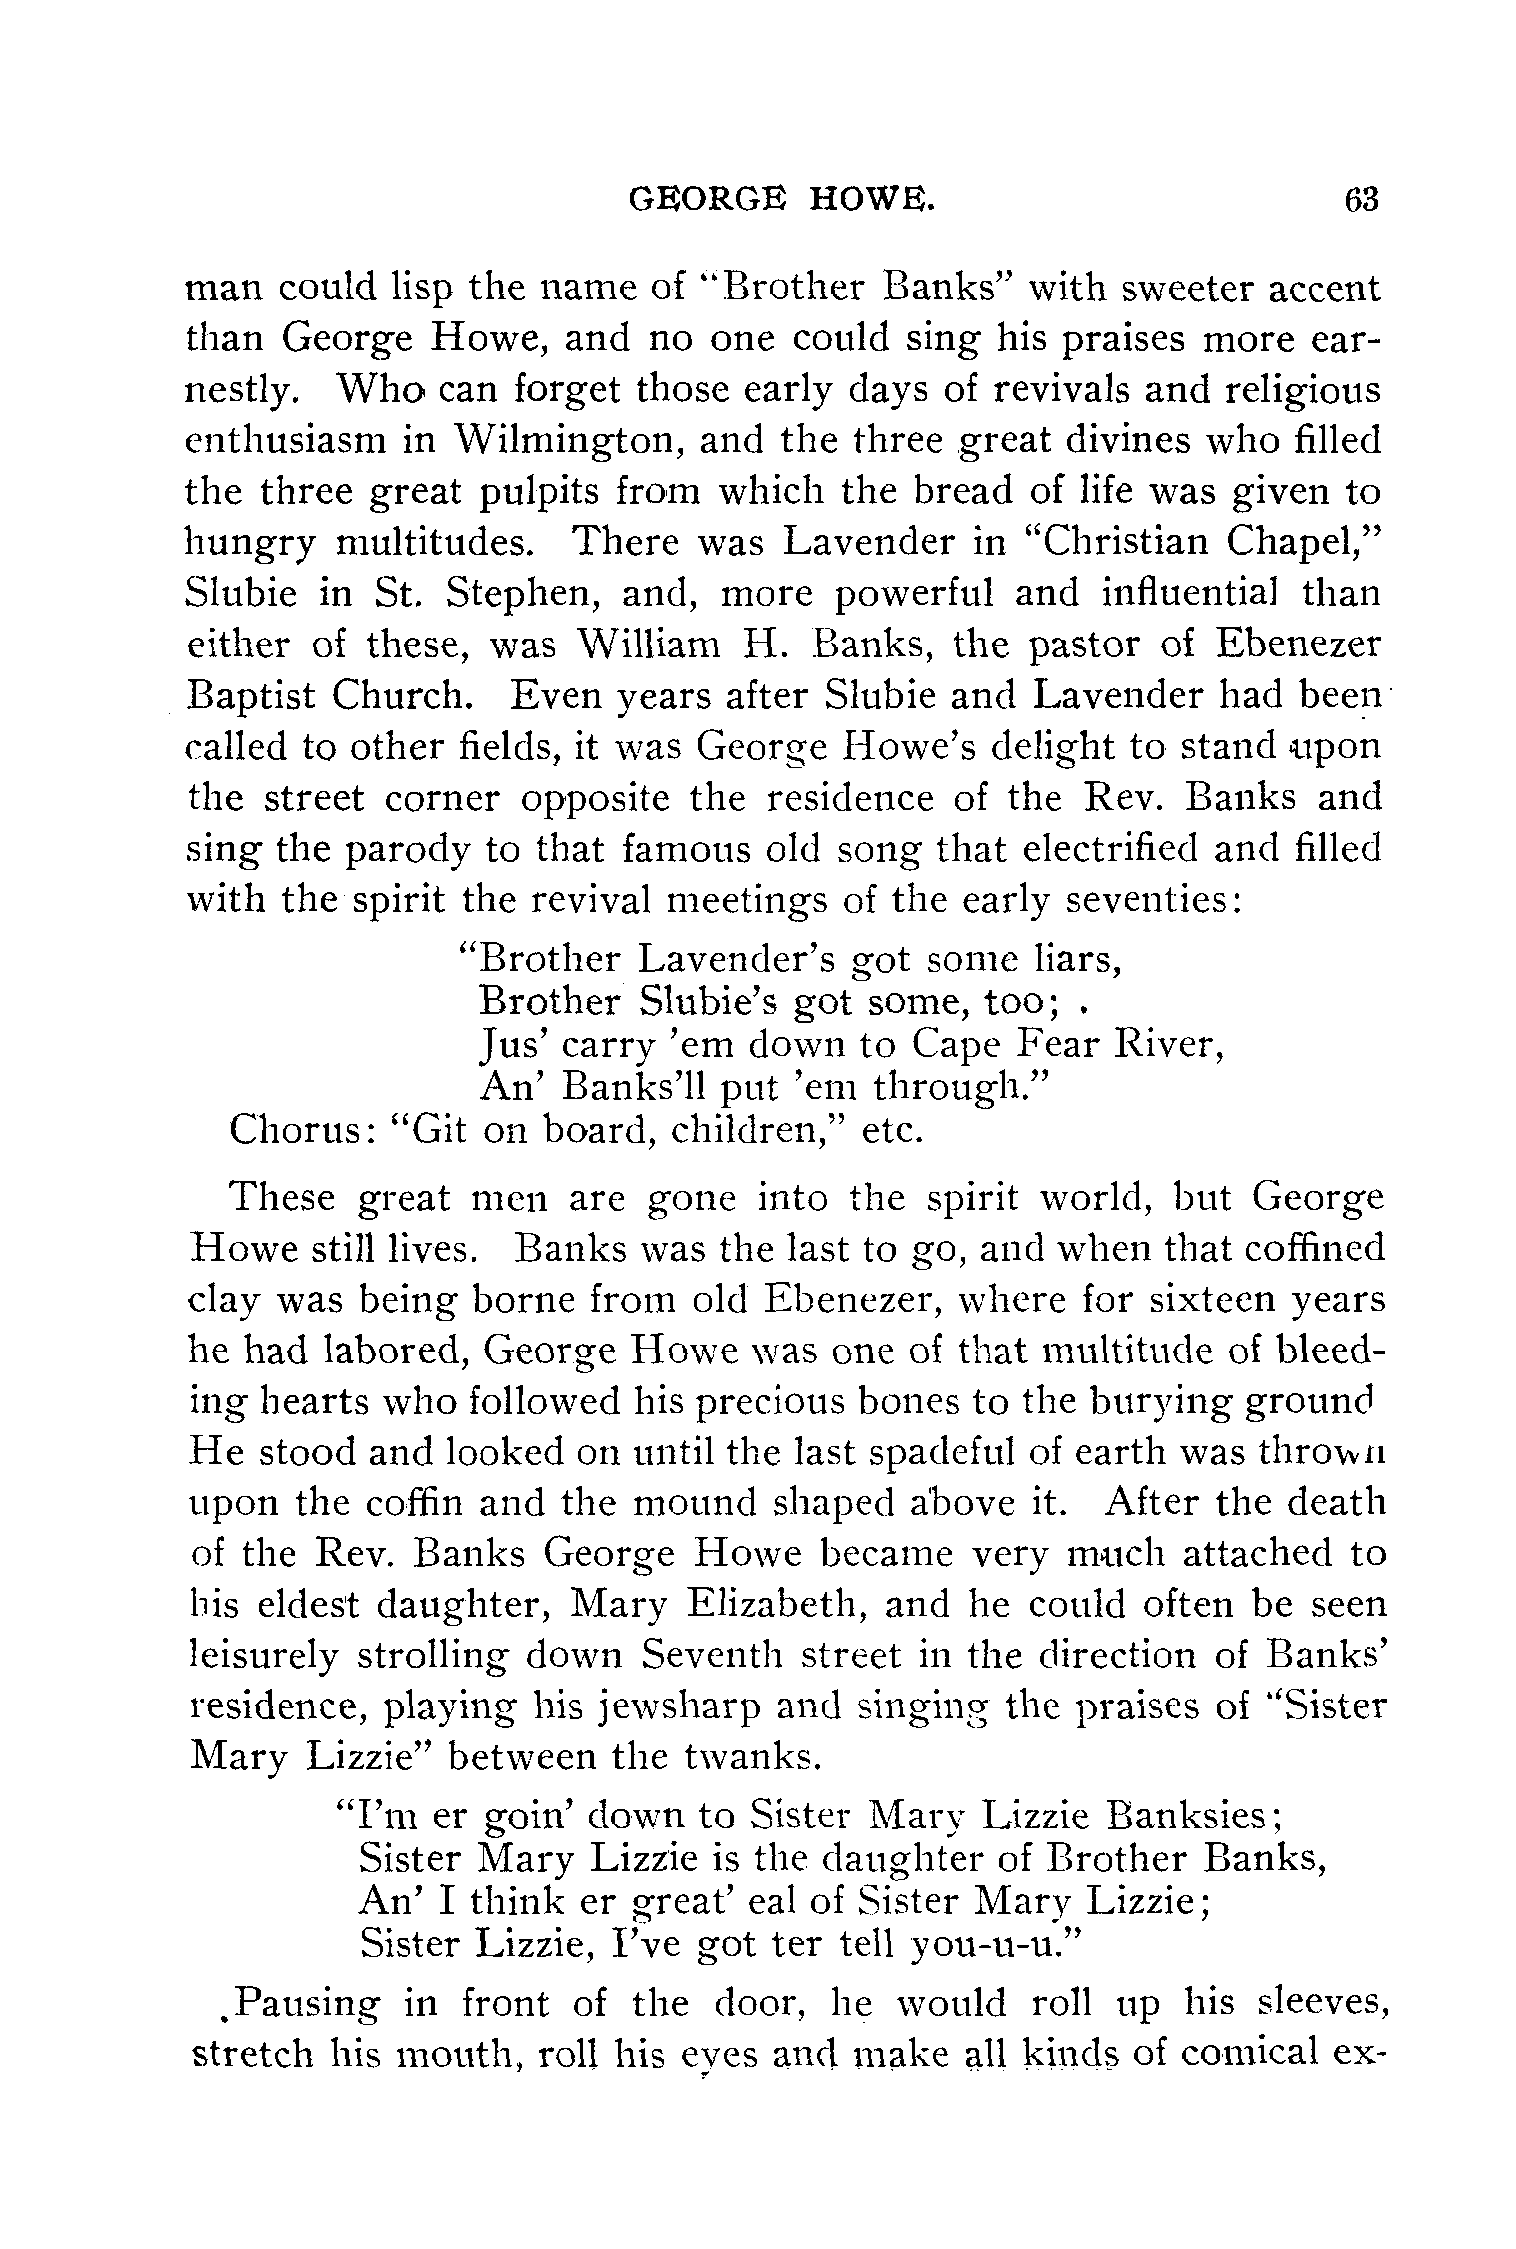 GEORGE HOWE. 63
man could lisp the name of “Brother Banks” with sweeter accent
than George Howe, and no one could sing his praises more ear-
nestly. Who can forget those early days of revivals and religious
enthusiasm in Wilmington, and the three great divines who filled
the three great pulpits from which the bread of life was given to
hungry multitudes. There was Lavender in “Christian Chapel,”
Slubie in St. Stephen, and, more powerful and influential than
either of these, was William H. Banks, the pastor of Ebenezer
Baptist Church. Even years after Slubie and Lavender had been
called to other fields, it was George Howe’s delight to stand upon
the street corner opposite the residence of the Rev. Banks and
sing the parody to that famous old song that electrified and filled
with the spirit the revival meetings of the early seventies:
“Brother Lavender’s got some liars,
Brother Slubie’s got some, too;
Jus’ carry ’em down to Cape Fear River,
An’ Banks’ll put ’em through.”
Chorus: “Git on board, children,” etc.
These great men are gone into the spirit world, but George
Howe still lives. Banks was the last to go, and when that coffined
clay was being borne from old Ebenezer, where for sixteen years
he had labored, George Howe was one of that multitude of bleed-
ing hearts who followed his precious bones to the burying ground
He stood and looked on until the last spadeful of earth was thrown
upon the coffin and the mound shaped above it. After the death
of the Rev. Banks George Howe became very much attached to
his eldest daughter, Mary Elizabeth, and he could often be seen
leisurely strolling down Seventh street in the direction of Banks’
residence, playing his jewsharp and singing the praises of “Sister
Mary Lizzie” between the twanks.
“I’m er goin’ down to Sister Mary Lizzie Banksies;
Sister Mary Lizzie is the daughter of Brother Banks,
An’ I think er great’ eal of Sister Mary Lizzie;
Sister Lizzie, I’ve got ter tell you-u-u.”
Pausing in front of the door, he would roll up his sleeves,
stretch his mouth, roll his eyes and make all kinds of comical ex-